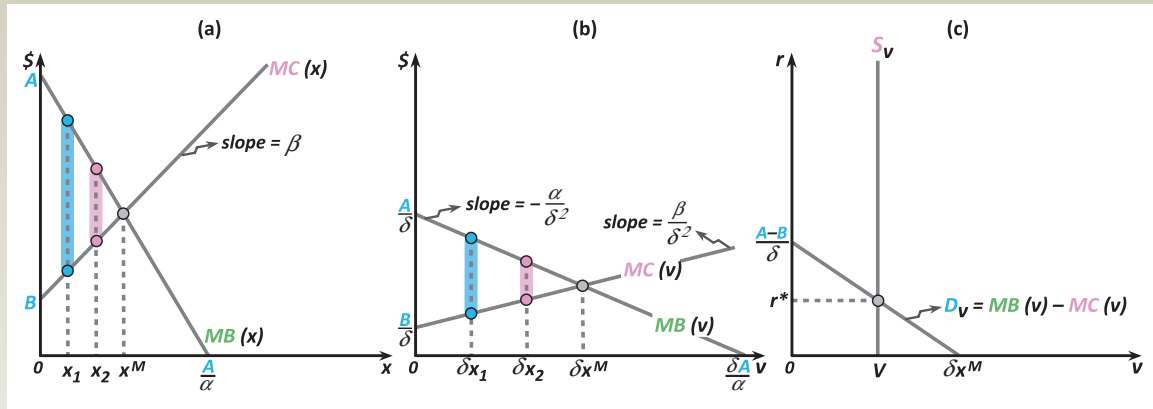 (a)
$
A
MC (x)
slope = β
B
MB (x)
0
x₁
x₂
xᴹ
A/α
x
(b)
$
A/δ
slope = − α/δ²
slope = β/δ²
MC (v)
B/δ
MB (v)
0
δx₁
δx₂
δxᴹ
δA/α
v
(c)
Sᵥ
r
A−B/δ
r*
Dᵥ = MB (v) − MC (v)
0
V
δxᴹ
v